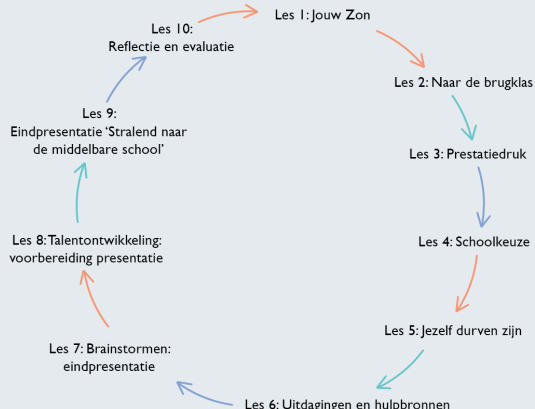 Les 1: Jouw Zon
Les 2: Naar de brugklas
Les 3: Prestatiedruk
Les 4: Schoolkeuze
Les 5: Jezelf durven zijn
Les 6: Uitdagingen en hulpbronnen
Les 7: Brainstormen:
eindpresentatie
Les 8: Talentontwikkeling:
voorbereiding presentatie
Les 9:
Eindpresentatie ‘Stralend naar
de middelbare school’
Les 10:
Reflectie en evaluatie